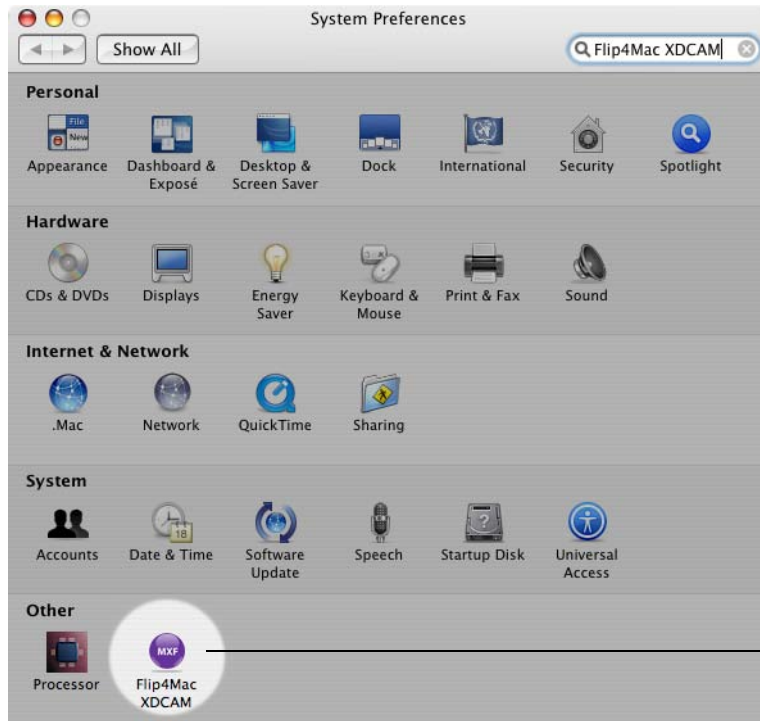 System Preferences
Show All
Flip4Mac XDCAM
Personal
File
New
Appearance
Dashboard &
Exposé
Desktop &
Screen Saver
Dock
International
Security
Spotlight
Hardware
CDs & DVDs
Displays
Energy
Saver
Keyboard &
Mouse
Print & Fax
Sound
Internet & Network
.Mac
Network
QuickTime
Sharing
System
18
?
Accounts
Date & Time
Software
Update
Speech
Startup Disk
Universal
Access
Other
MXF
Processor
Flip4Mac
XDCAM